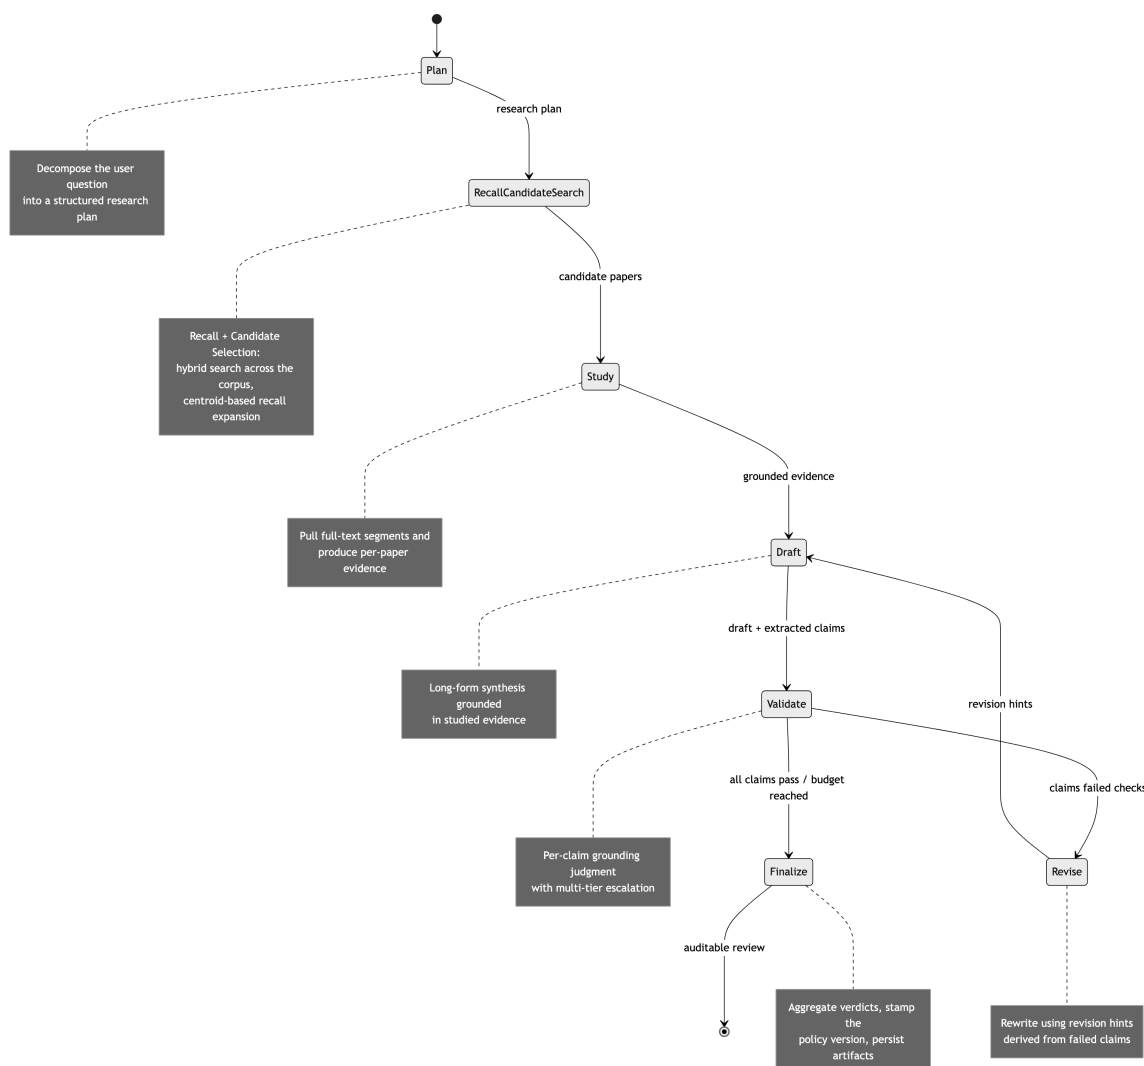 Plan
research plan
Decompose the user
question
into a structured research
plan
RecallCandidateSearch
candidate papers
Recall + Candidate
Selection:
hybrid search across the
corpus,
centroid-based recall
expansion
Study
grounded evidence
Pull full-text segments and
produce per-paper
evidence
Draft
draft + extracted claims
Long-form synthesis
grounded
in studied evidence
revision hints
Validate
all claims pass / budget
reached
claims failed checks
Per-claim grounding
judgment
with multi-tier escalation
Finalize
Revise
auditable review
Aggregate verdicts, stamp
the
policy version, persist
artifacts
Rewrite using revision hints
derived from failed claims